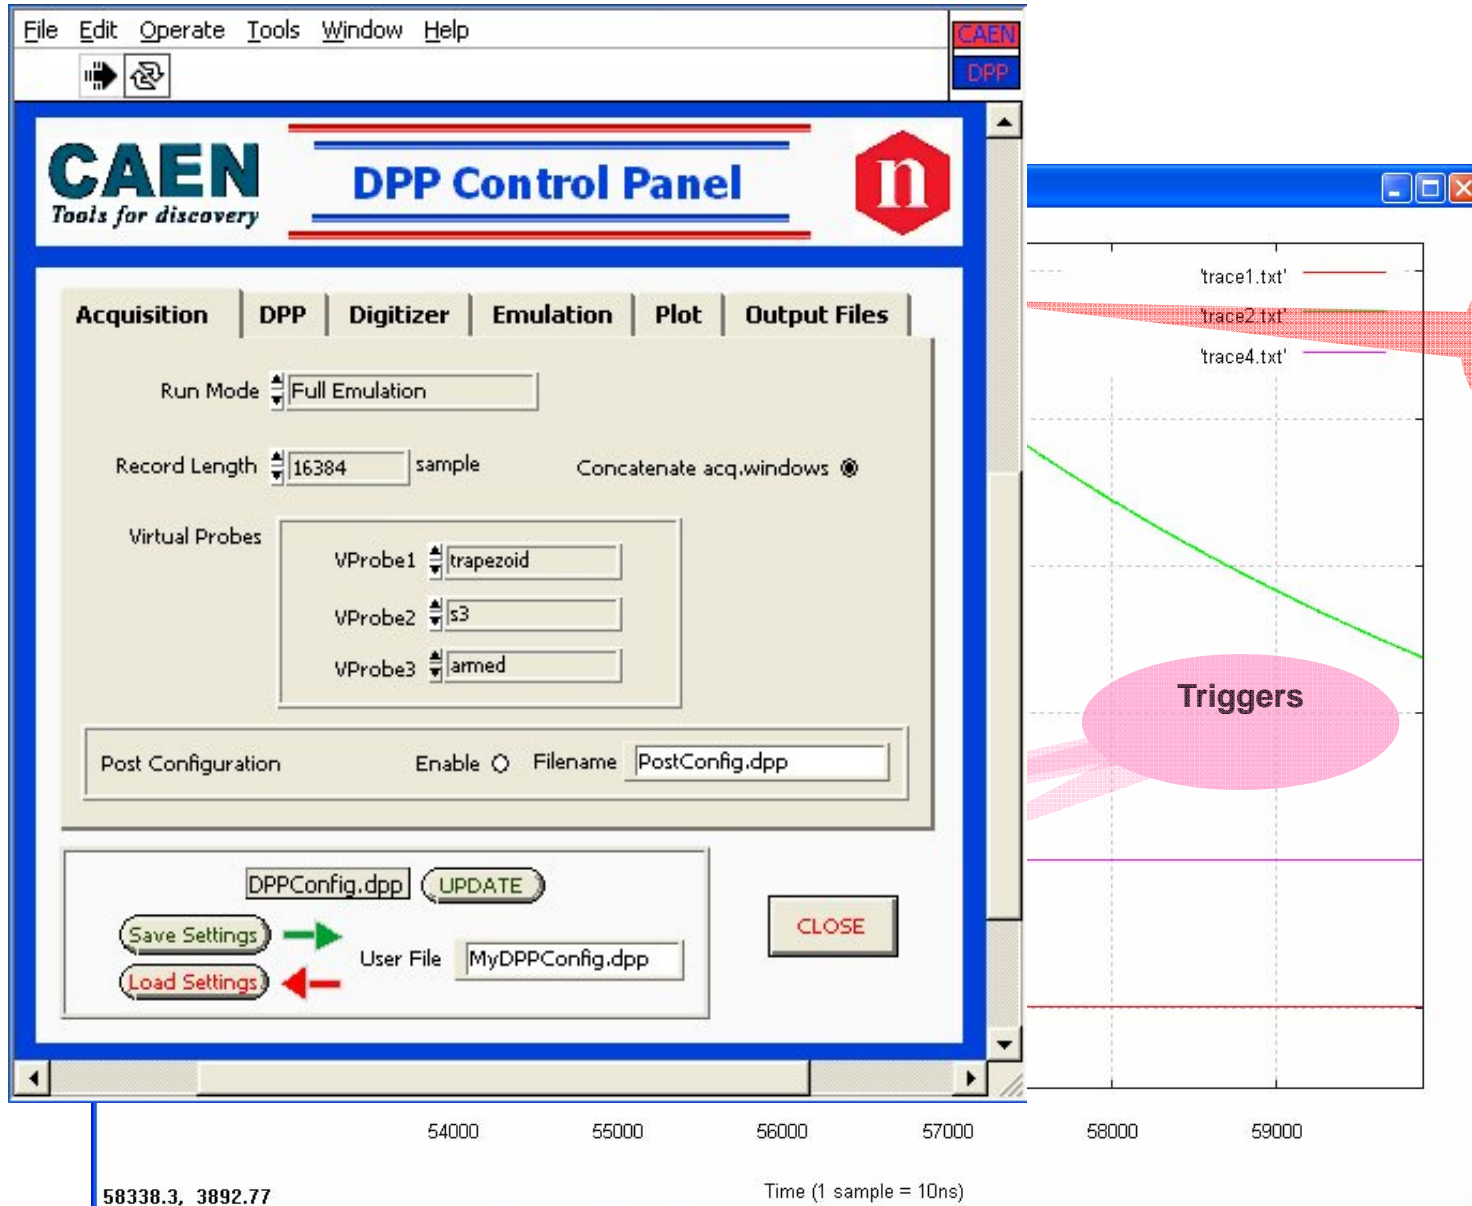 File Edit Operate Tools Window Help
CAEN
DPP
CAEN
Tools for discovery
DPP Control Panel
n
Acquisition DPP Digitizer Emulation Plot Output Files
Run Mode Full Emulation
Record Length 16384 sample Concatenate acq.windows
Virtual Probes
VProbe1 trapezoid
VProbe2 s3
VProbe3 armed
Post Configuration Enable Filename PostConfig.dpp
DPPConfig.dpp UPDATE
Save Settings
Load Settings
User File MyDPPConfig.dpp
CLOSE
'trace1.txt'
'trace2.txt'
'trace4.txt'
Triggers
54000 55000 56000 57000 58000 59000
Time (1 sample = 10ns)
58338.3, 3892.77